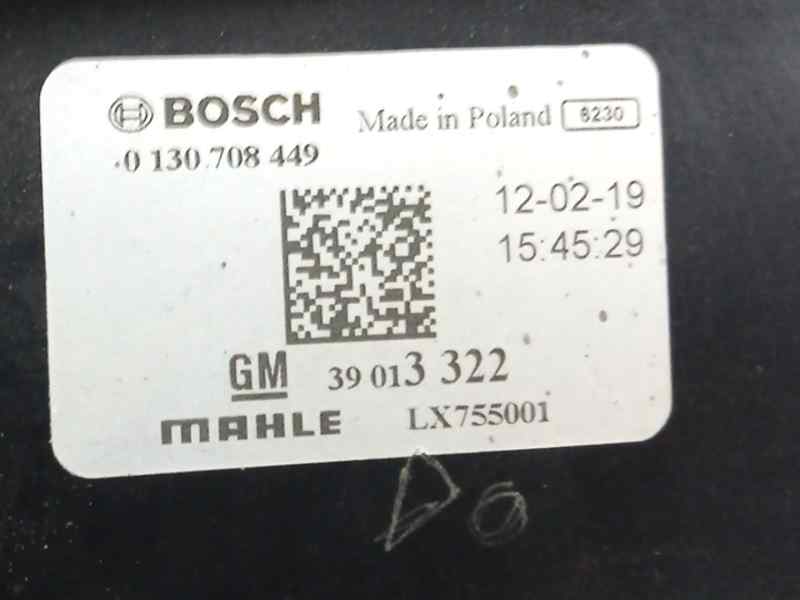 BOSCH Made in Poland 8230
0 130 708 449
12-02-19
15:45:29
GM 39 013 322
MAHLE LX755001